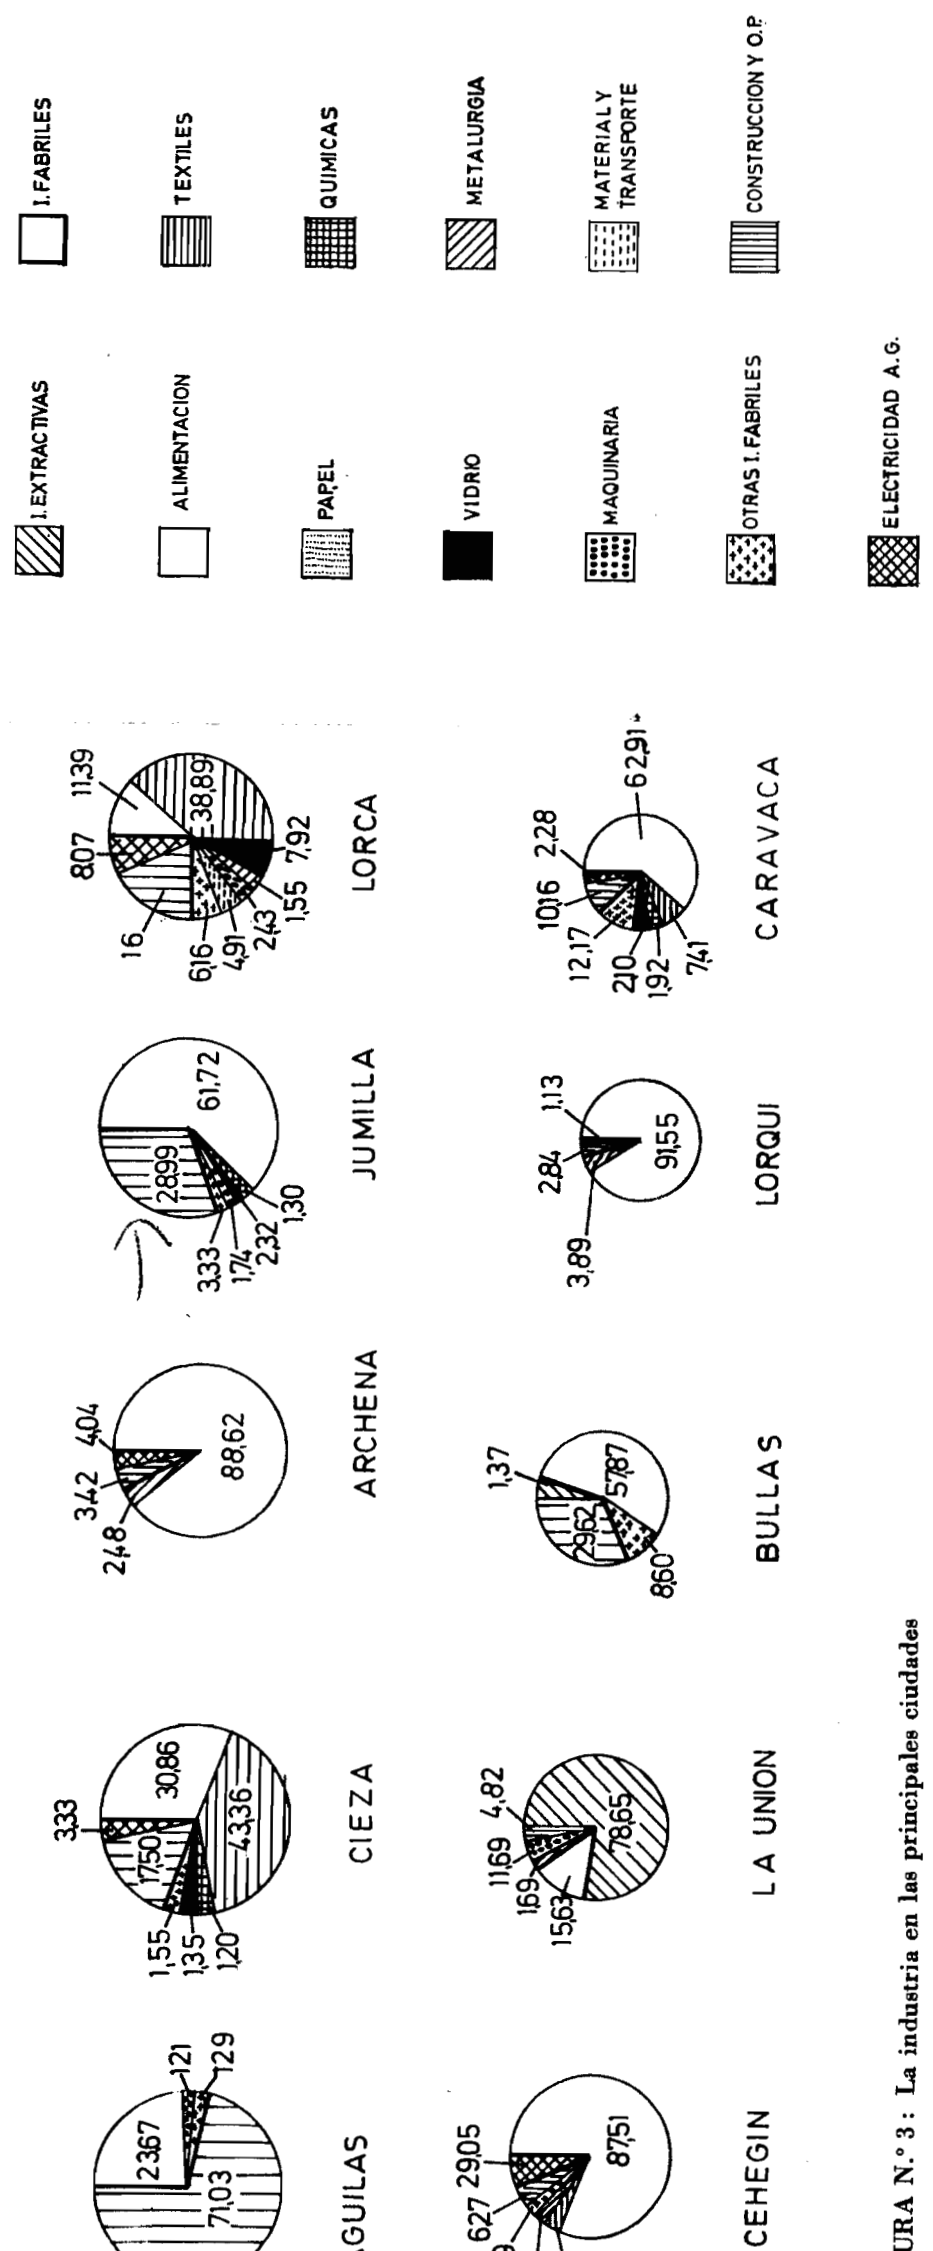 I.EXTRACTIVAS
I.FABRILES
ALIMENTACION
TEXTILES
PAPEL
QUIMICAS
VIDRIO
METALURGIA
MAQUINARIA
MATERIAL Y
TRANSPORTE
OTRAS I.FABRILES
CONSTRUCCION Y O.P.
ELECTRICIDAD A.G.
23,67
1,21
1,29
71,03
AGUILAS
3,33
30,86
17,50
43,36
1,55
1,35
1,20
CIEZA
4,04
3,42
2,48
88,62
ARCHENA
61,72
28,99
3,33
1,74
2,32
1,30
JUMILLA
8,07
11,39
16
38,89
6,16
4,91
2,43
1,55
7,92
LORCA
29,05
6,27
9
87,51
CEHEGIN
4,82
11,69
1,69
15,63
78,65
LA UNION
1,37
57,87
29,62
8,60
BULLAS
1,13
2,84
3,89
91,55
LORQUI
2,28
10,16
12,17
2,10
1,92
7,41
62,91
CARAVACA
URA N.° 3: La industria en las principales ciudades